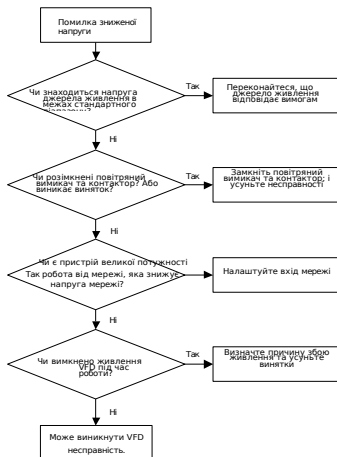 Помилка зниженої
напруги
Чи знаходиться напруга
джерела живлення в
межах стандартного
діапазону?
Так
Переконайтеся, що
джерело живлення
відповідає вимогам
Ні
Чи розімкнені повітряний
вимикач та контактор? Або
виникає виняток?
Так
Замкніть повітряний
вимикач та контактор; і
усуньте несправності
Ні
Чи є пристрій великої потужності
Так робота від мережі, яка знижує
напруга мережі?
Налаштуйте вхід мережі
Ні
Чи вимкнено живлення
VFD під час
роботи?
Так
Визначте причину збою
живлення та усуньте
винятки
Ні
Може виникнути VFD
несправність.